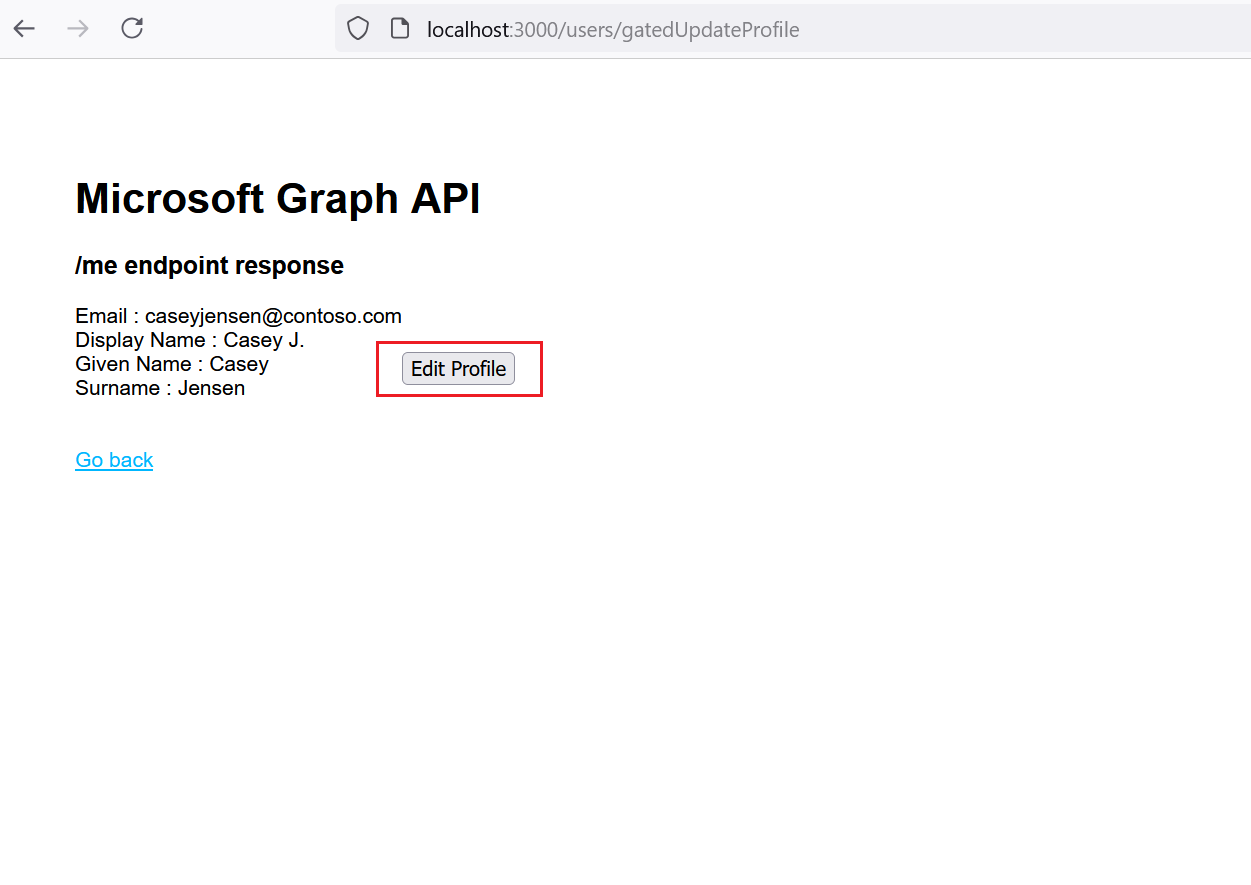 localhost:3000/users/gatedUpdateProfile
Microsoft Graph API
/me endpoint response
Email : caseyjensen@contoso.com
Display Name : Casey J.
Given Name : Casey
Edit Profile
Surname : Jensen
Go back